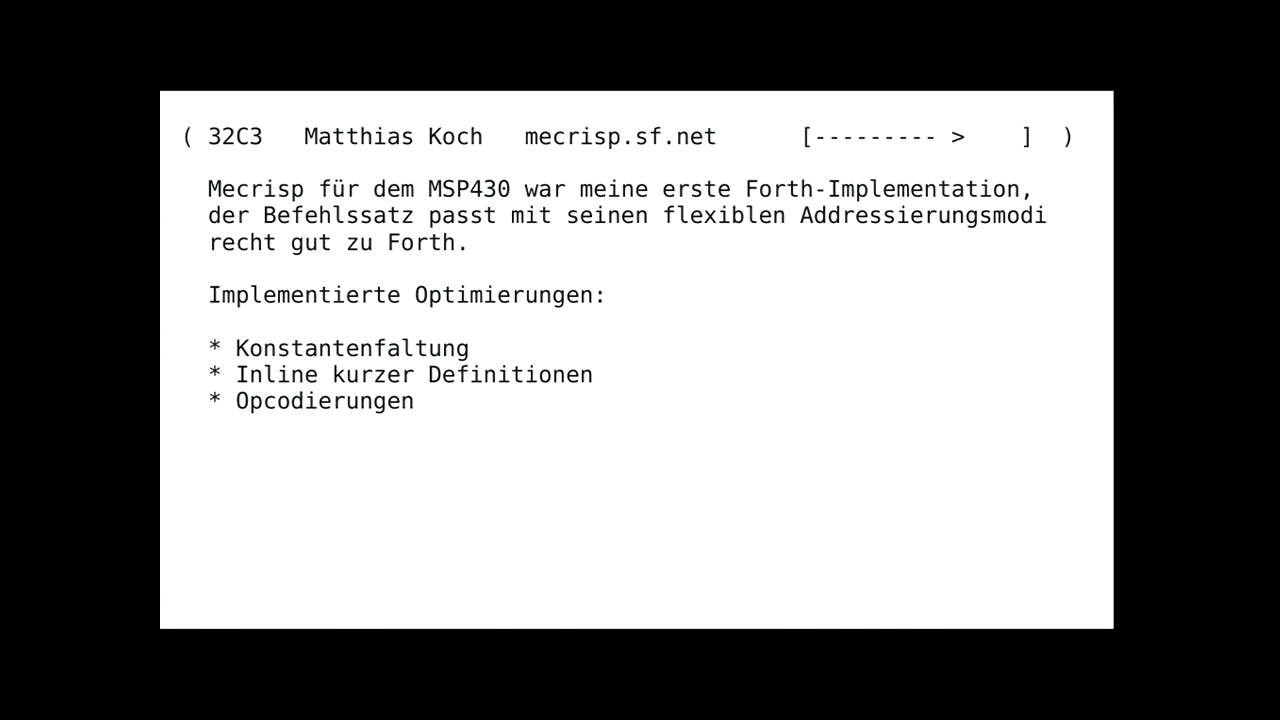 ( 32C3   Matthias Koch   mecrisp.sf.net      [--------- >    ]  )
Mecrisp für dem MSP430 war meine erste Forth-Implementation,
der Befehlssatz passt mit seinen flexiblen Addressierungsmodi
recht gut zu Forth.
Implementierte Optimierungen:
* Konstantenfaltung
* Inline kurzer Definitionen
* Opcodierungen